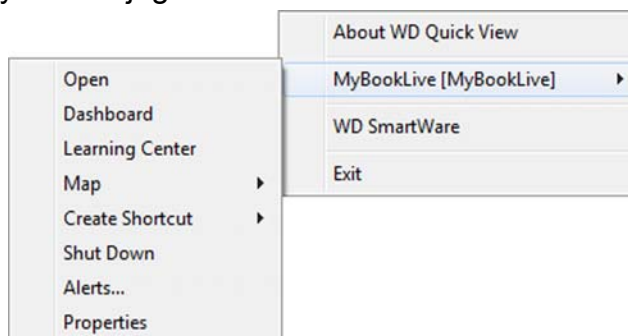 About WD Quick View
MyBookLive [MyBookLive]
WD SmartWare
Exit
Open
Dashboard
Learning Center
Map
Create Shortcut
Shut Down
Alerts...
Properties